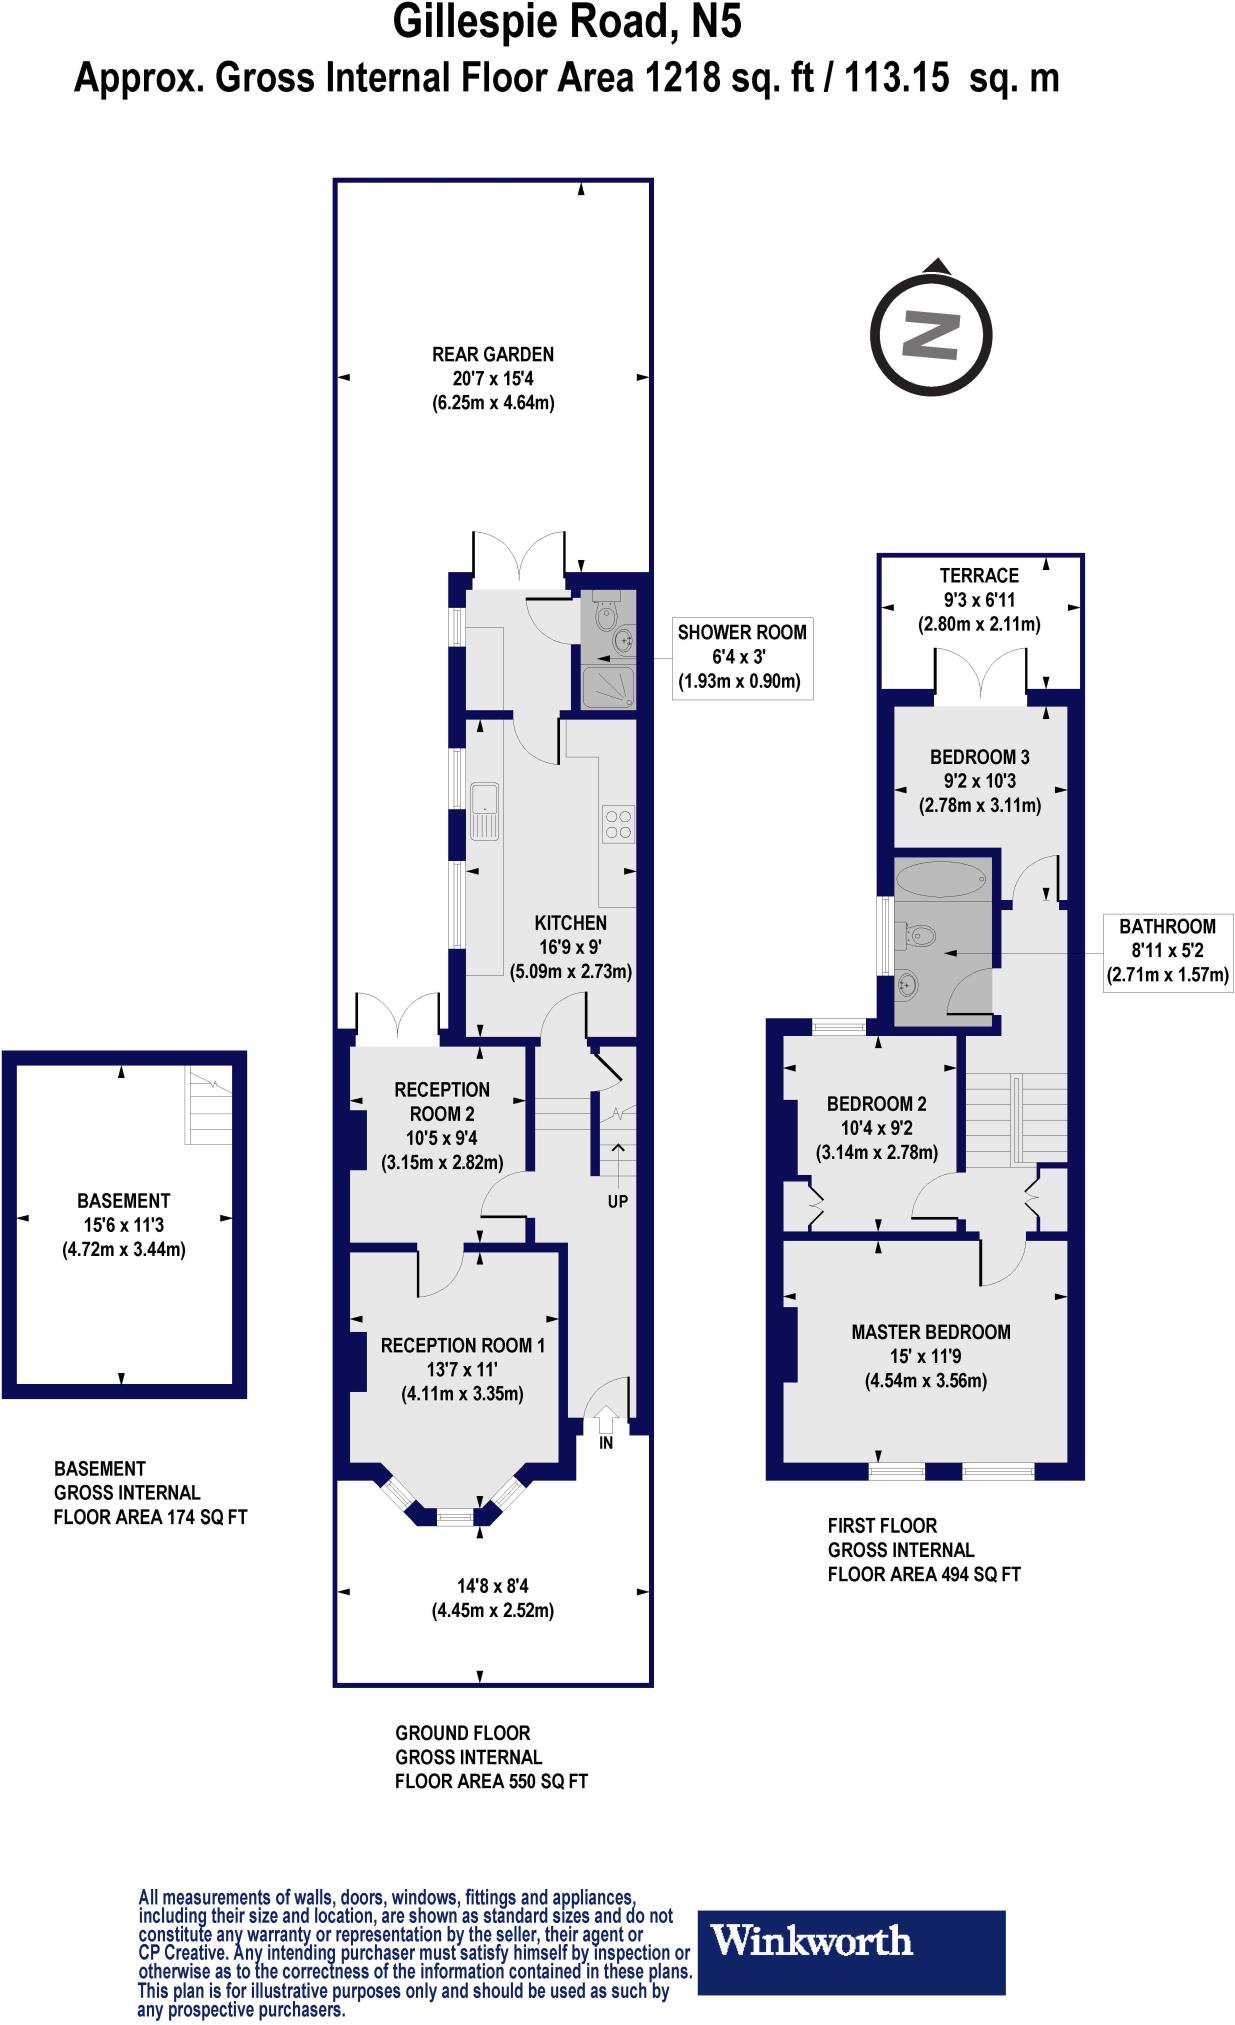 Gillespie Road, N5
Approx. Gross Internal Floor Area 1218 sq. ft / 113.15 sq. m
REAR GARDEN
20'7 x 15'4
(6.25m x 4.64m)
N
TERRACE
9'3 x 6'11
(2.80m x 2.11m)
SHOWER ROOM
6'4 x 3'
(1.93m x 0.90m)
BEDROOM 3
9'2 x 10'3
(2.78m x 3.11m)
KITCHEN
16'9 x 9'
(5.09m x 2.73m)
BATHROOM
8'11 x 5'2
(2.71m x 1.57m)
RECEPTION
ROOM 2
10'5 x 9'4
(3.15m x 2.82m)
UP
BEDROOM 2
10'4 x 9'2
(3.14m x 2.78m)
BASEMENT
15'6 x 11'3
(4.72m x 3.44m)
RECEPTION ROOM 1
13'7 x 11'
(4.11m x 3.35m)
IN
MASTER BEDROOM
15' x 11'9
(4.54m x 3.56m)
BASEMENT
GROSS INTERNAL
FLOOR AREA 174 SQ FT
14'8 x 8'4
(4.45m x 2.52m)
FIRST FLOOR
GROSS INTERNAL
FLOOR AREA 494 SQ FT
GROUND FLOOR
GROSS INTERNAL
FLOOR AREA 550 SQ FT
All measurements of walls, doors, windows, fittings and appliances,
including their size and location, are shown as standard sizes and do not
constitute any warranty or representation by the seller, their agent or
CP Creative. Any intending purchaser must satisfy himself by inspection or
otherwise as to the correctness of the information contained in these plans.
This plan is for illustrative purposes only and should be used as such by
any prospective purchasers.
Winkworth